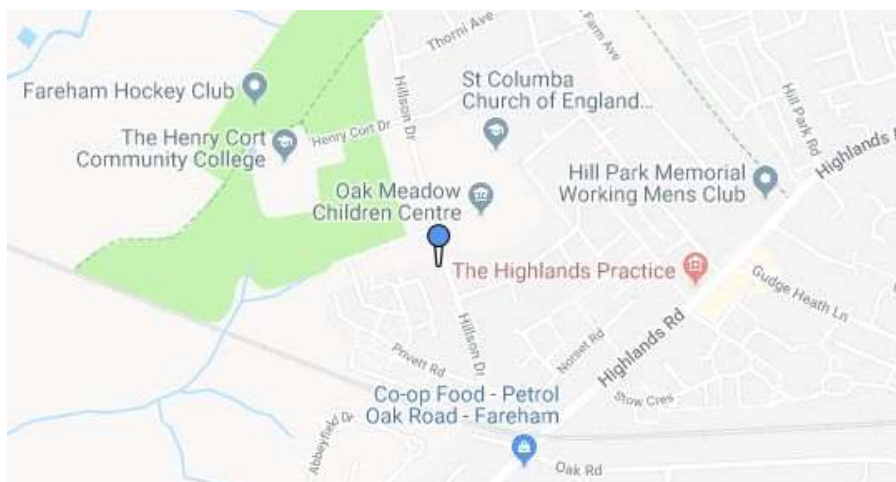 Thorni Ave
Farm Ave
St Columba
Church of England...
Fareham Hockey Club
Hillson Dr
Hill Park Rd
The Henry Cort
Community College
Henry Cort Dr
Highlands
Hill Park Memorial
Working Mens Club
Oak Meadow
Children Centre
The Highlands Practice
Gudge Heath Ln
Hillson Dr
Norset Rd
Highlands Rd
Privett Rd
Stow Cres
Co-op Food - Petrol
Oak Road - Fareham
Abbeyfield Dr
Oak Rd